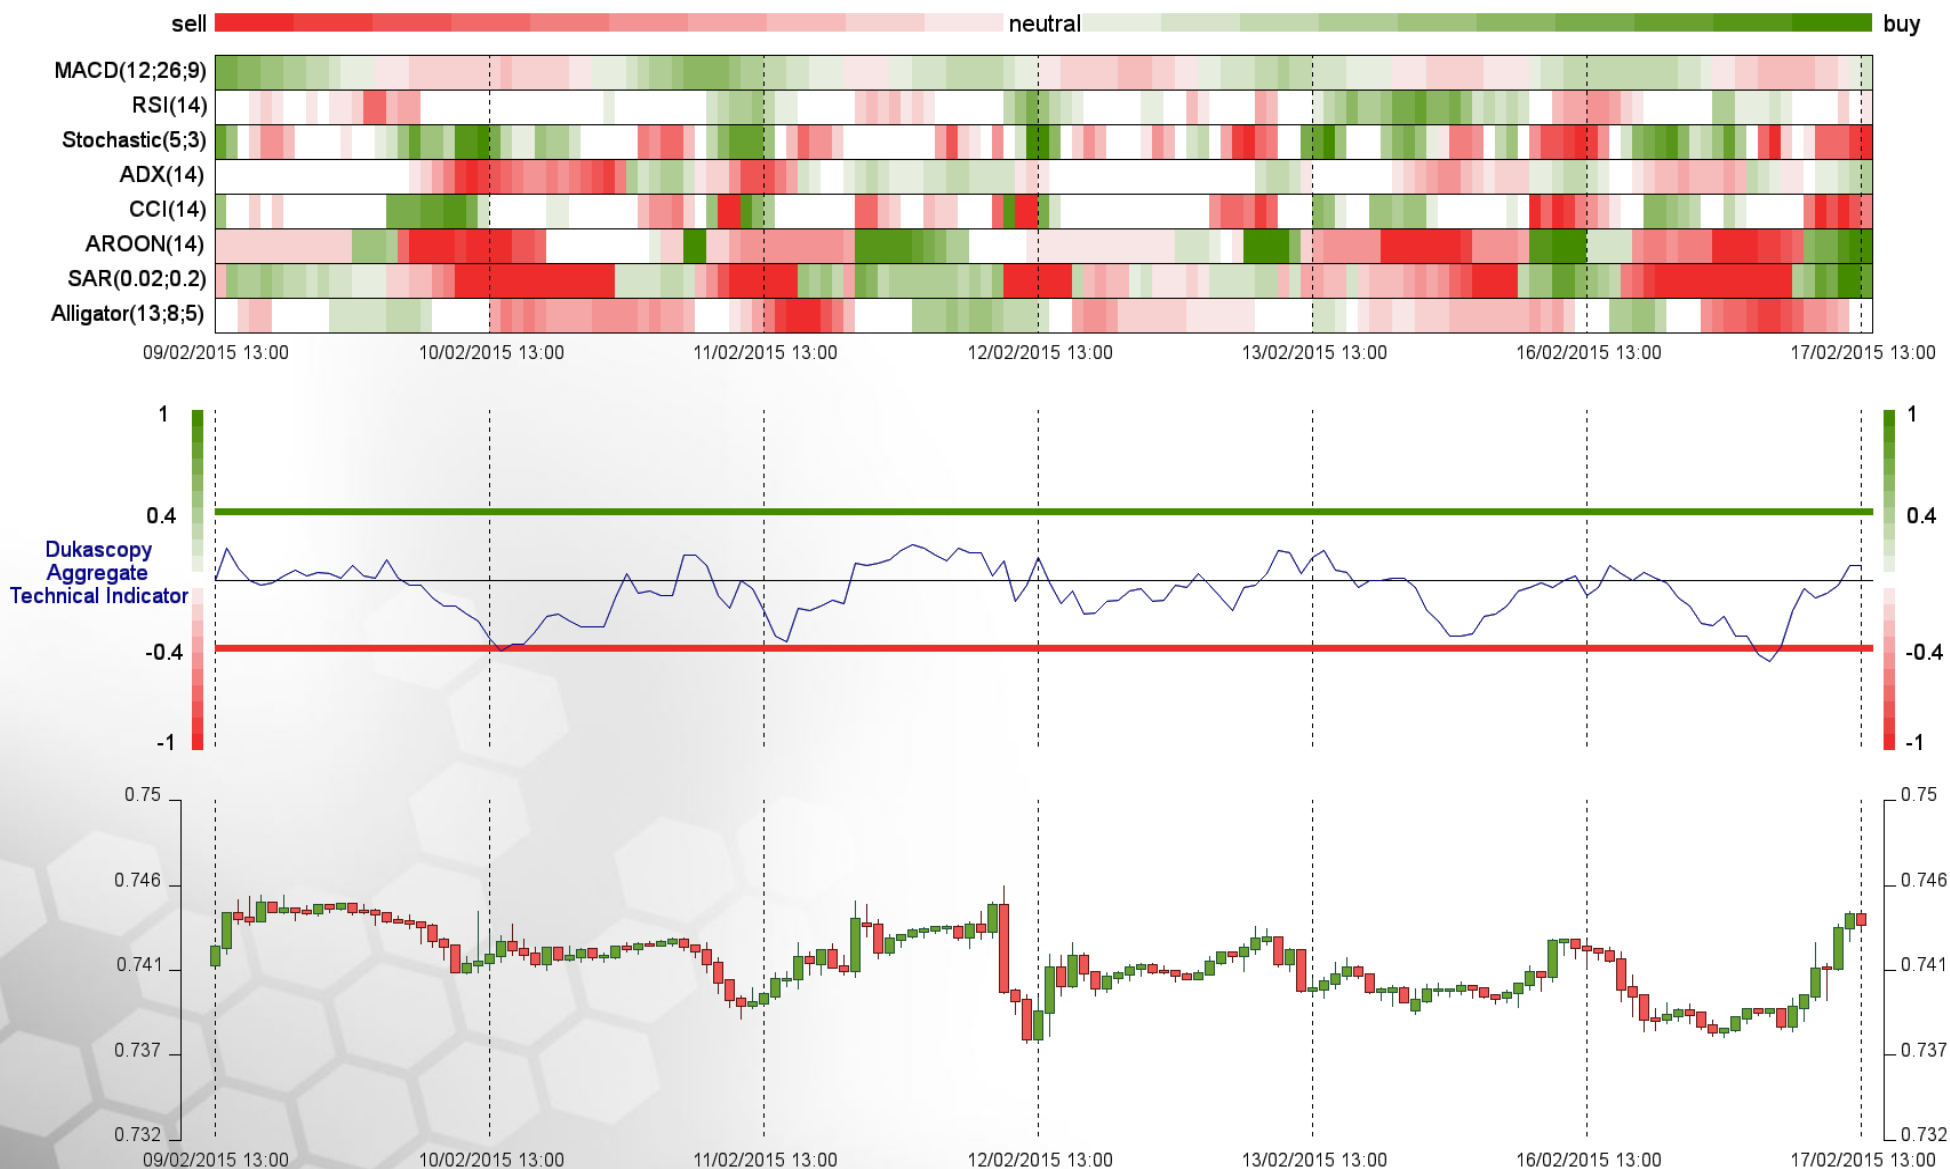 sell neutral buy
MACD(12;26;9)
RSI(14)
Stochastic(5;3)
ADX(14)
CCI(14)
AROON(14)
SAR(0.02;0.2)
Alligator(13;8;5)
09/02/2015 13:00 10/02/2015 13:00 11/02/2015 13:00 12/02/2015 13:00 13/02/2015 13:00 16/02/2015 13:00 17/02/2015 13:00
1 1
0.4 0.4
Dukascopy
Aggregate
Technical Indicator
-0.4 -0.4
-1 -1
0.75 0.75
0.746 0.746
0.741 0.741
0.737 0.737
0.732 0.732
09/02/2015 13:00 10/02/2015 13:00 11/02/2015 13:00 12/02/2015 13:00 13/02/2015 13:00 16/02/2015 13:00 17/02/2015 13:00